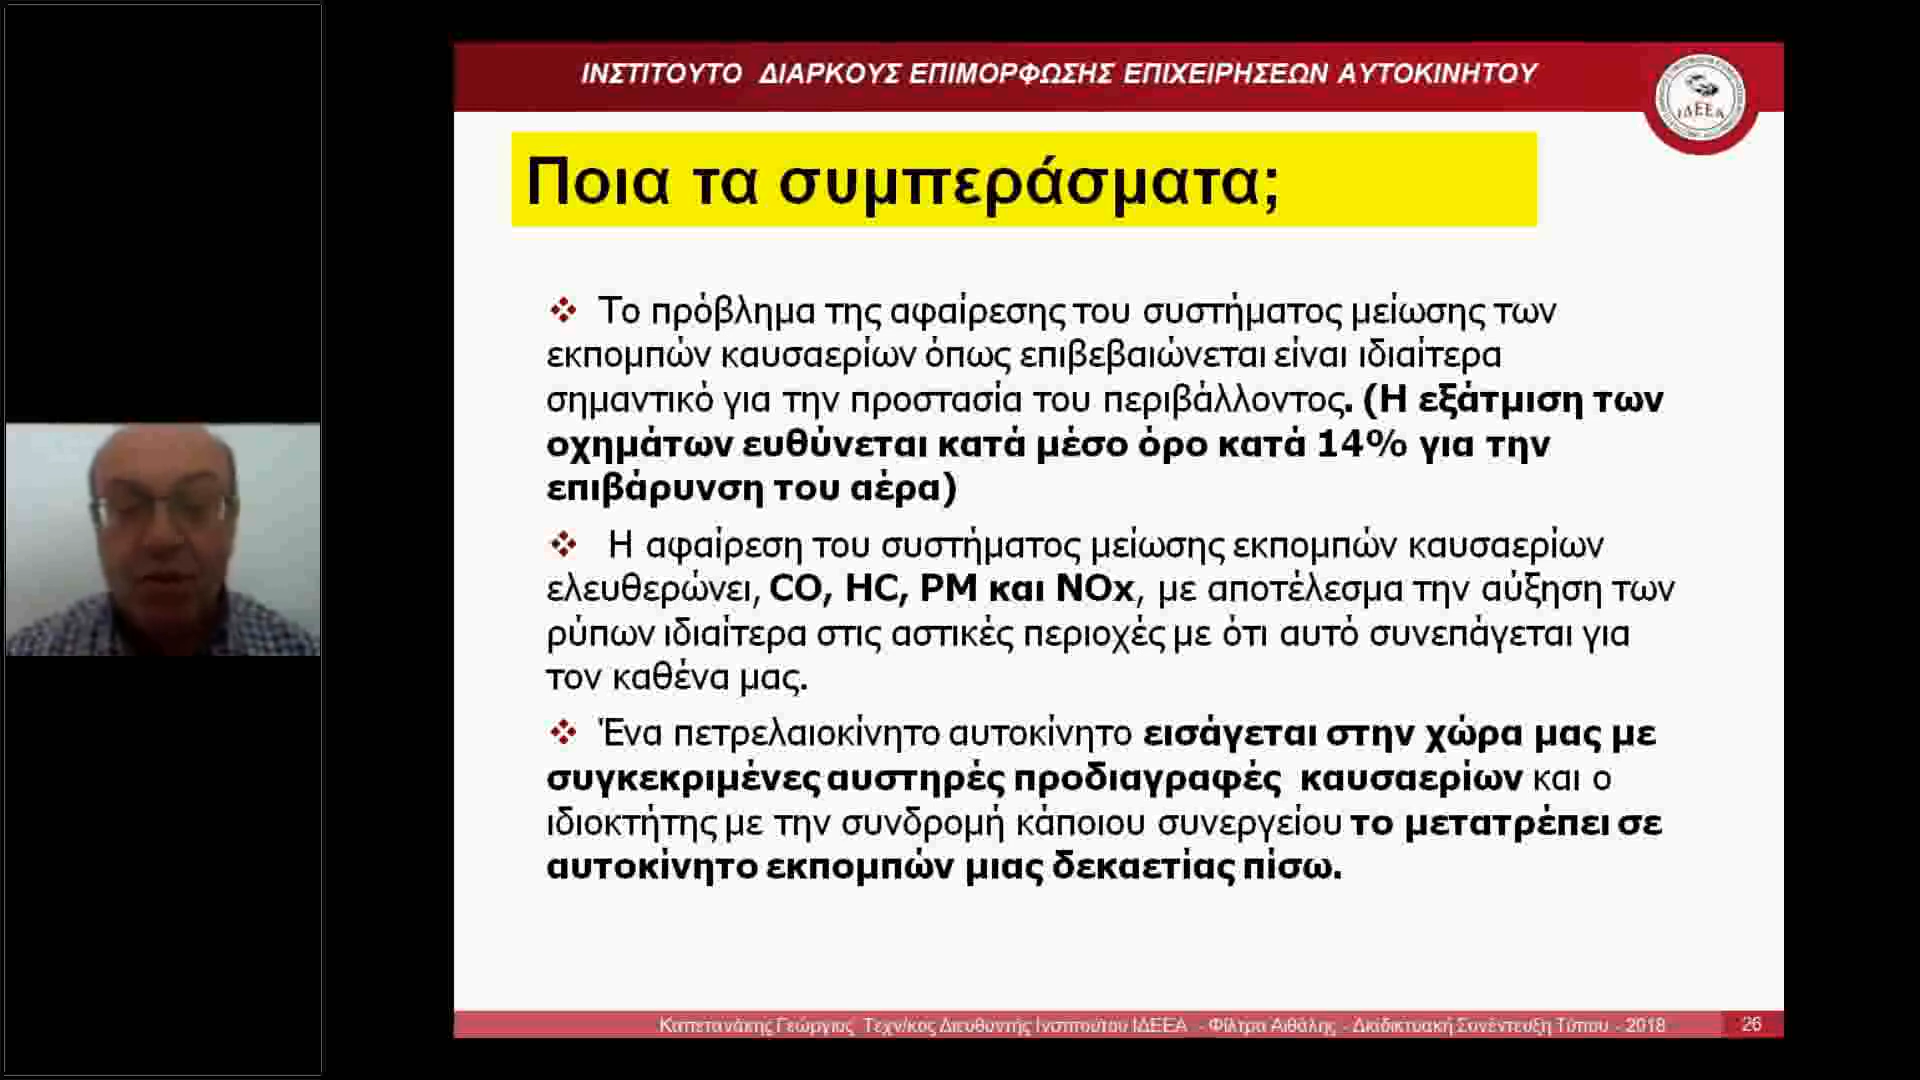 ΙΝΣΤΙΤΟΥΤΟ ΔΙΑΡΚΟΥΣ ΕΠΙΜΟΡΦΩΣΗΣ ΕΠΙΧΕΙΡΗΣΕΩΝ ΑΥΤΟΚΙΝΗΤΟΥ
ΙΔΕΕΑ
Ποια τα συμπεράσματα;
❖ Το πρόβλημα της αφαίρεσης του συστήματος μείωσης των
εκπομπών καυσαερίων όπως επιβεβαιώνεται είναι ιδιαίτερα
σημαντικό για την προστασία του περιβάλλοντος. (Η εξάτμιση των
οχημάτων ευθύνεται κατά μέσο όρο κατά 14% για την
επιβάρυνση του αέρα)
❖ Η αφαίρεση του συστήματος μείωσης εκπομπών καυσαερίων
ελευθερώνει, CO, HC, PM και NOx, με αποτέλεσμα την αύξηση των
ρύπων ιδιαίτερα στις αστικές περιοχές με ότι αυτό συνεπάγεται για
τον καθένα μας.
❖ Ένα πετρελαιοκίνητο αυτοκίνητο εισάγεται στην χώρα μας με
συγκεκριμένες αυστηρές προδιαγραφές καυσαερίων και ο
ιδιοκτήτης με την συνδρομή κάποιου συνεργείου το μετατρέπει σε
αυτοκίνητο εκπομπών μιας δεκαετίας πίσω.
Καπετανάκης Γεώργιος Τεχν/κος Διευθυντής Ινστιτούτου ΙΔΕΕΑ - Φίλτρα Αιθάλης - Διαδικτυακή Συνέντευξη Τύπου - 2018 26